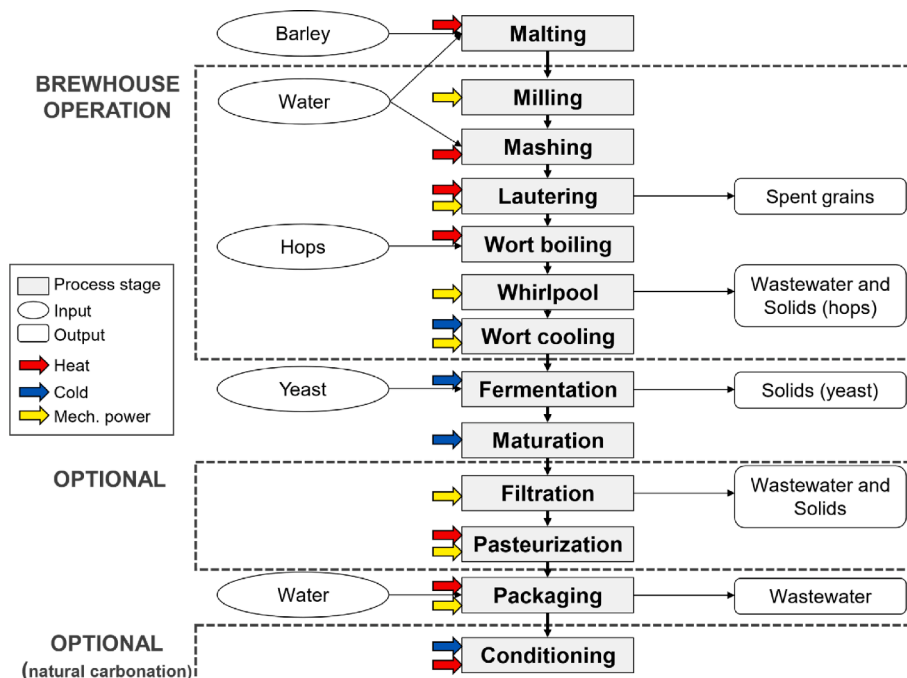 Barley
Malting
BREWHOUSE
OPERATION
Water
Milling
Mashing
Lautering
Spent grains
Hops
Wort boiling
Whirlpool
Wastewater and
Solids (hops)
Wort cooling
Process stage
Input
Output
Heat
Cold
Mech. power
Yeast
Fermentation
Solids (yeast)
Maturation
OPTIONAL
Filtration
Wastewater and
Solids
Pasteurization
Water
Packaging
Wastewater
OPTIONAL
(natural carbonation)
Conditioning